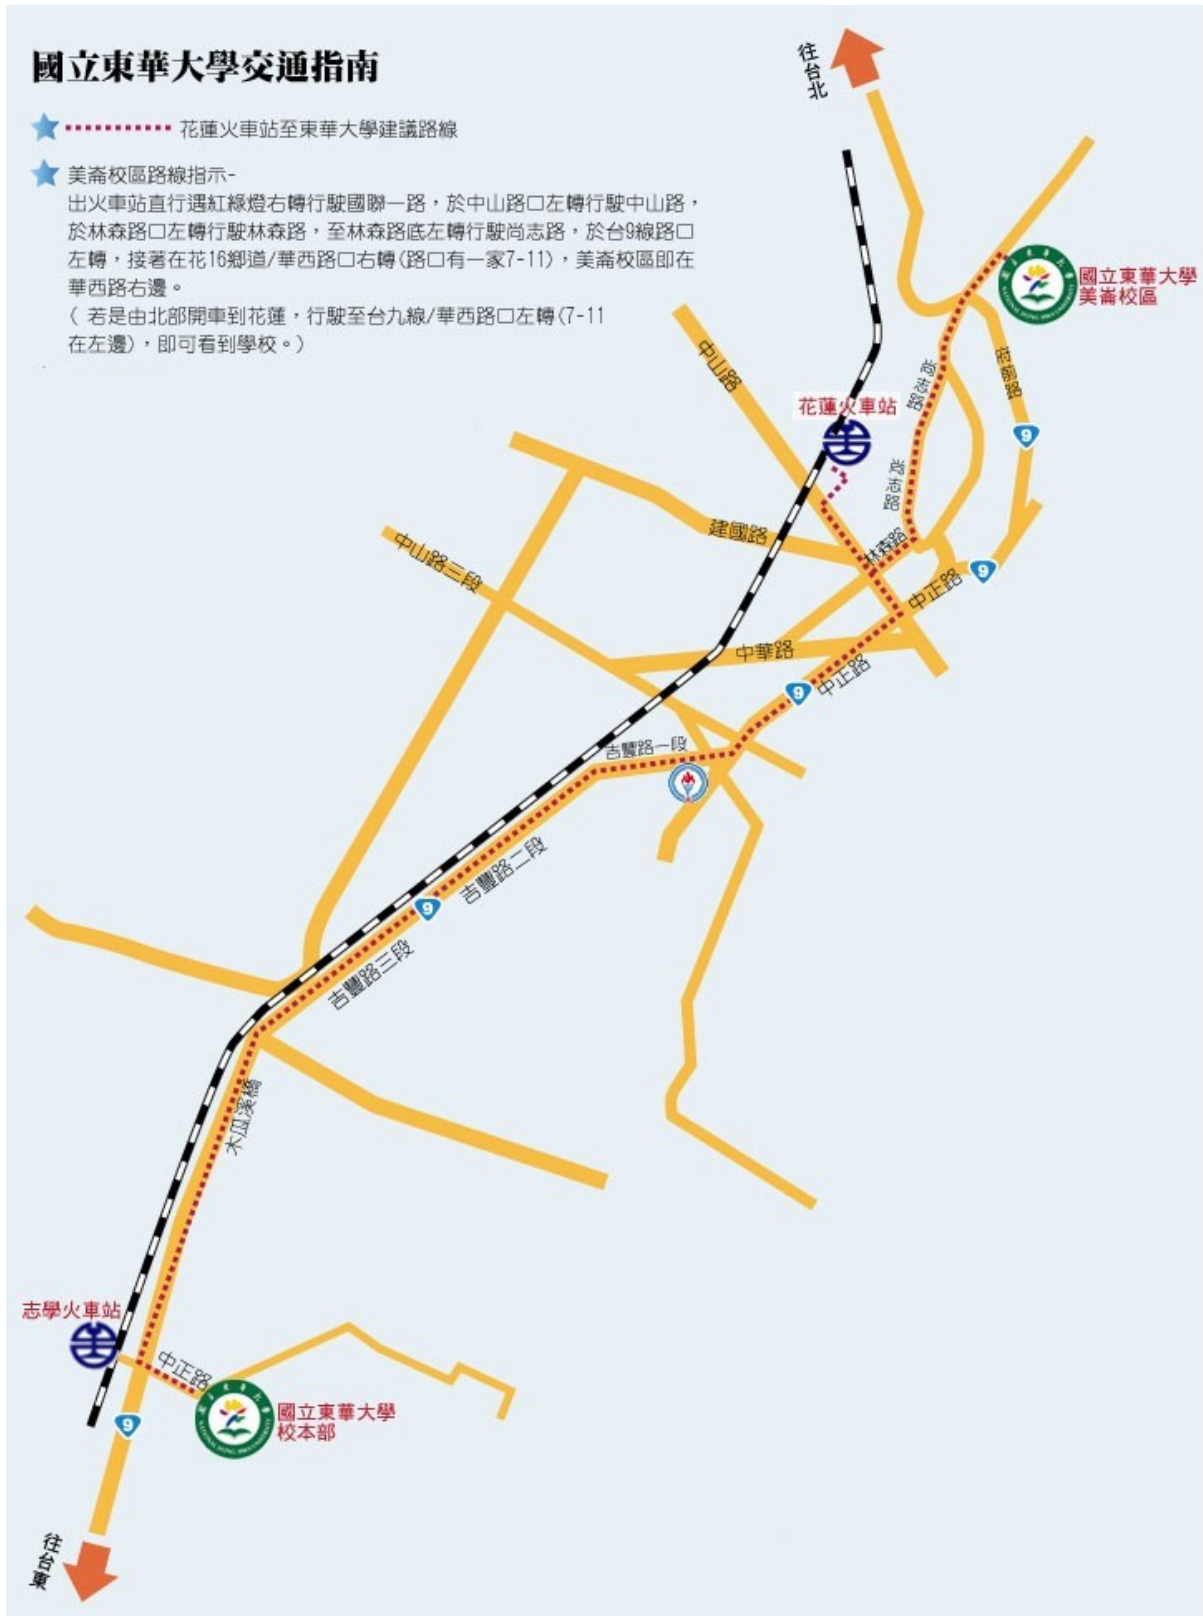 國立東華大學交通指南
花蓮火車站至東華大學建議路線
美崙校區路線指示-
出火車站直行遇紅綠燈右轉行駛國聯一路，於中山路口左轉行駛中山路，
於林森路口左轉行駛林森路，至林森路底左轉行駛尚志路，於台9線路口
左轉，接著在花16鄉道/華西路口右轉(路口有一家7-11)，美崙校區即在
華西路右邊。
( 若是由北部開車到花蓮，行駛至台九線/華西路口左轉(7-11
在左邊)，即可看到學校。)
往台北
國立東華大學
美崙校區
中山路
尚志路
府前路
花蓮火車站
9
尚志路
建國路
林森路
中山路三段
9
中正路
中華路
9
中正路
吉豐路一段
吉豐路二段
9
吉豐路三段
木瓜溪橋
志學火車站
中正路
9
國立東華大學
校本部
往台東